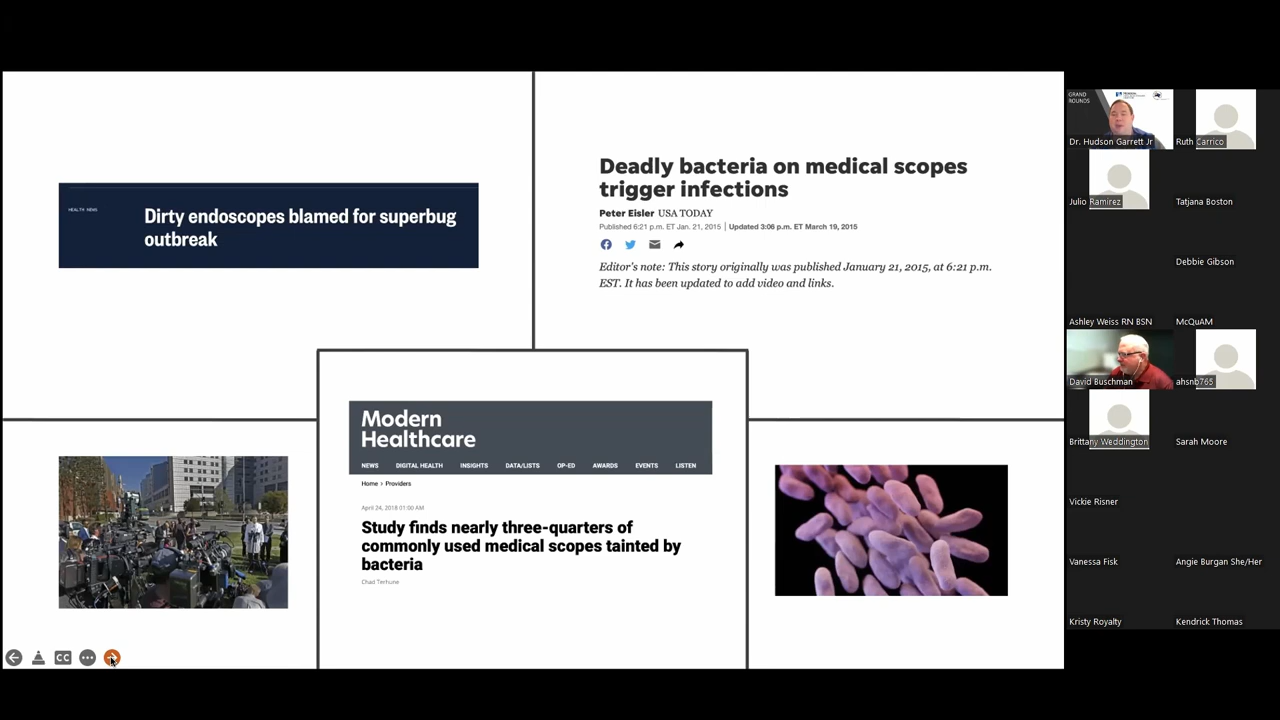 HEALTH NEWS
Dirty endoscopes blamed for superbug
outbreak
Deadly bacteria on medical scopes
trigger infections
Peter Eisler USA TODAY
Published 6:21 p.m. ET Jan. 21, 2015 | Updated 3:06 p.m. ET March 19, 2015
Editor's note: This story originally was published January 21, 2015, at 6:21 p.m.
EST. It has been updated to add video and links.
Modern
Healthcare
NEWS DIGITAL HEALTH INSIGHTS DATA/LISTS OP-ED AWARDS EVENTS LISTEN
Home › Providers
April 24, 2018 01:00 AM
Study finds nearly three-quarters of
commonly used medical scopes tainted by
bacteria
Chad Terhune
CC
GRAND
ROUNDS
Dr. Hudson Garrett Jr
Ruth Carrico
Julio Ramirez
Tatjana Boston
Debbie Gibson
Ashley Weiss RN BSN
McQuAM
David Buschman
ahsnb765
Brittany Weddington
Sarah Moore
Vickie Risner
Vanessa Fisk
Angie Burgan She/Her
Kristy Royalty
Kendrick Thomas